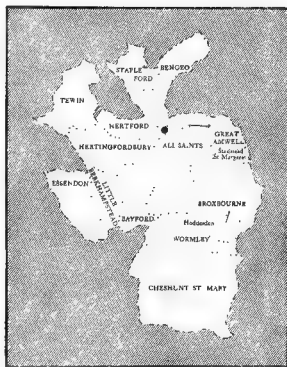 STAPLE
FORD
BENGEO
TEWIN
HERTFORD
GREAT
AMWELL
HERTINGFORDBURY
ALL SAINTS
Stanstead
St Margaret
ESSENDON
LITTLE
BERKHAMPSTEAD
BROXBOURNE
BAYFORD
Hoddesdon
WORMLEY
CHESHUNT ST MARY